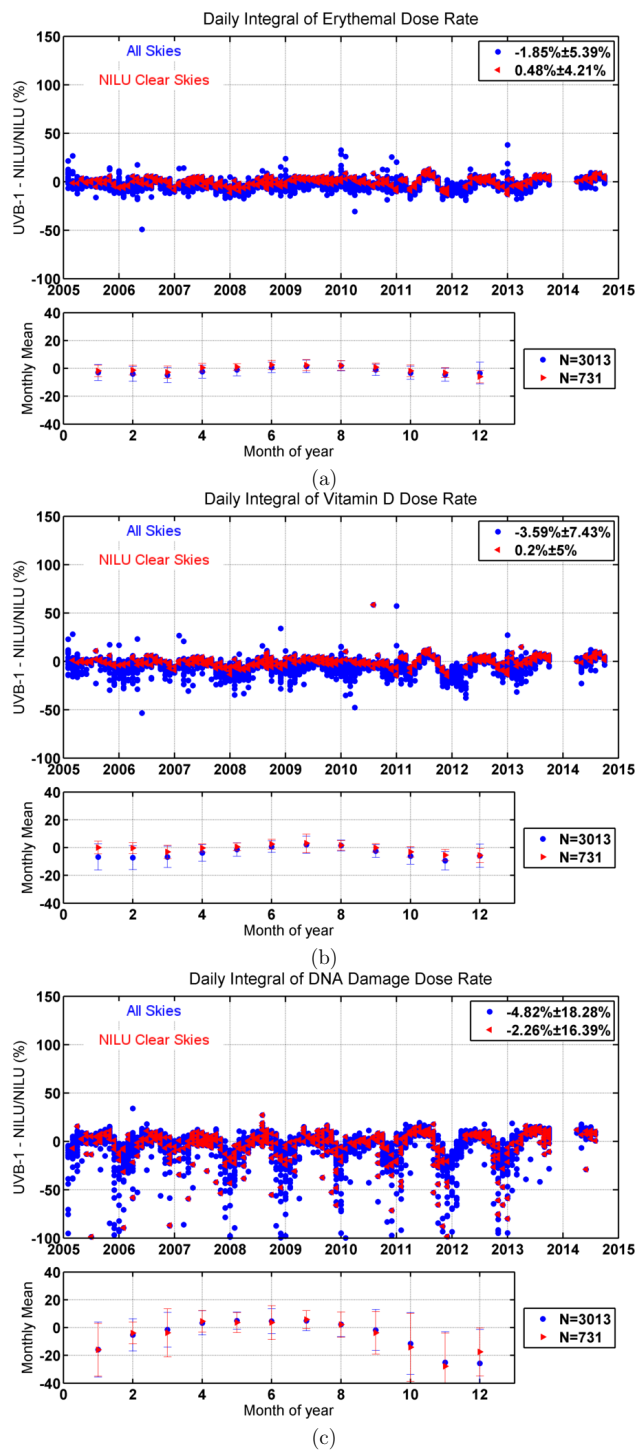 Daily Integral of Erythemal Dose Rate
150
100
50
0
-50
-100
UVB-1 - NILU/NILU (%)
All Skies
NILU Clear Skies
-1.85%±5.39%
0.48%±4.21%
2005 2006 2007 2008 2009 2010 2011 2012 2013 2014 2015
40
20
0
-20
-40
Monthly Mean
N=3013
N=731
0 2 4 6 8 10 12
Month of year
(a)
Daily Integral of Vitamin D Dose Rate
150
100
50
0
-50
-100
UVB-1 - NILU/NILU (%)
All Skies
NILU Clear Skies
-3.59%±7.43%
0.2%±5%
2005 2006 2007 2008 2009 2010 2011 2012 2013 2014 2015
40
20
0
-20
-40
Monthly Mean
N=3013
N=731
0 2 4 6 8 10 12
Month of year
(b)
Daily Integral of DNA Damage Dose Rate
150
100
50
0
-50
-100
UVB-1 - NILU/NILU (%)
All Skies
NILU Clear Skies
-4.82%±18.28%
-2.26%±16.39%
2005 2006 2007 2008 2009 2010 2011 2012 2013 2014 2015
40
20
0
-20
-40
Monthly Mean
N=3013
N=731
0 2 4 6 8 10 12
Month of year
(c)